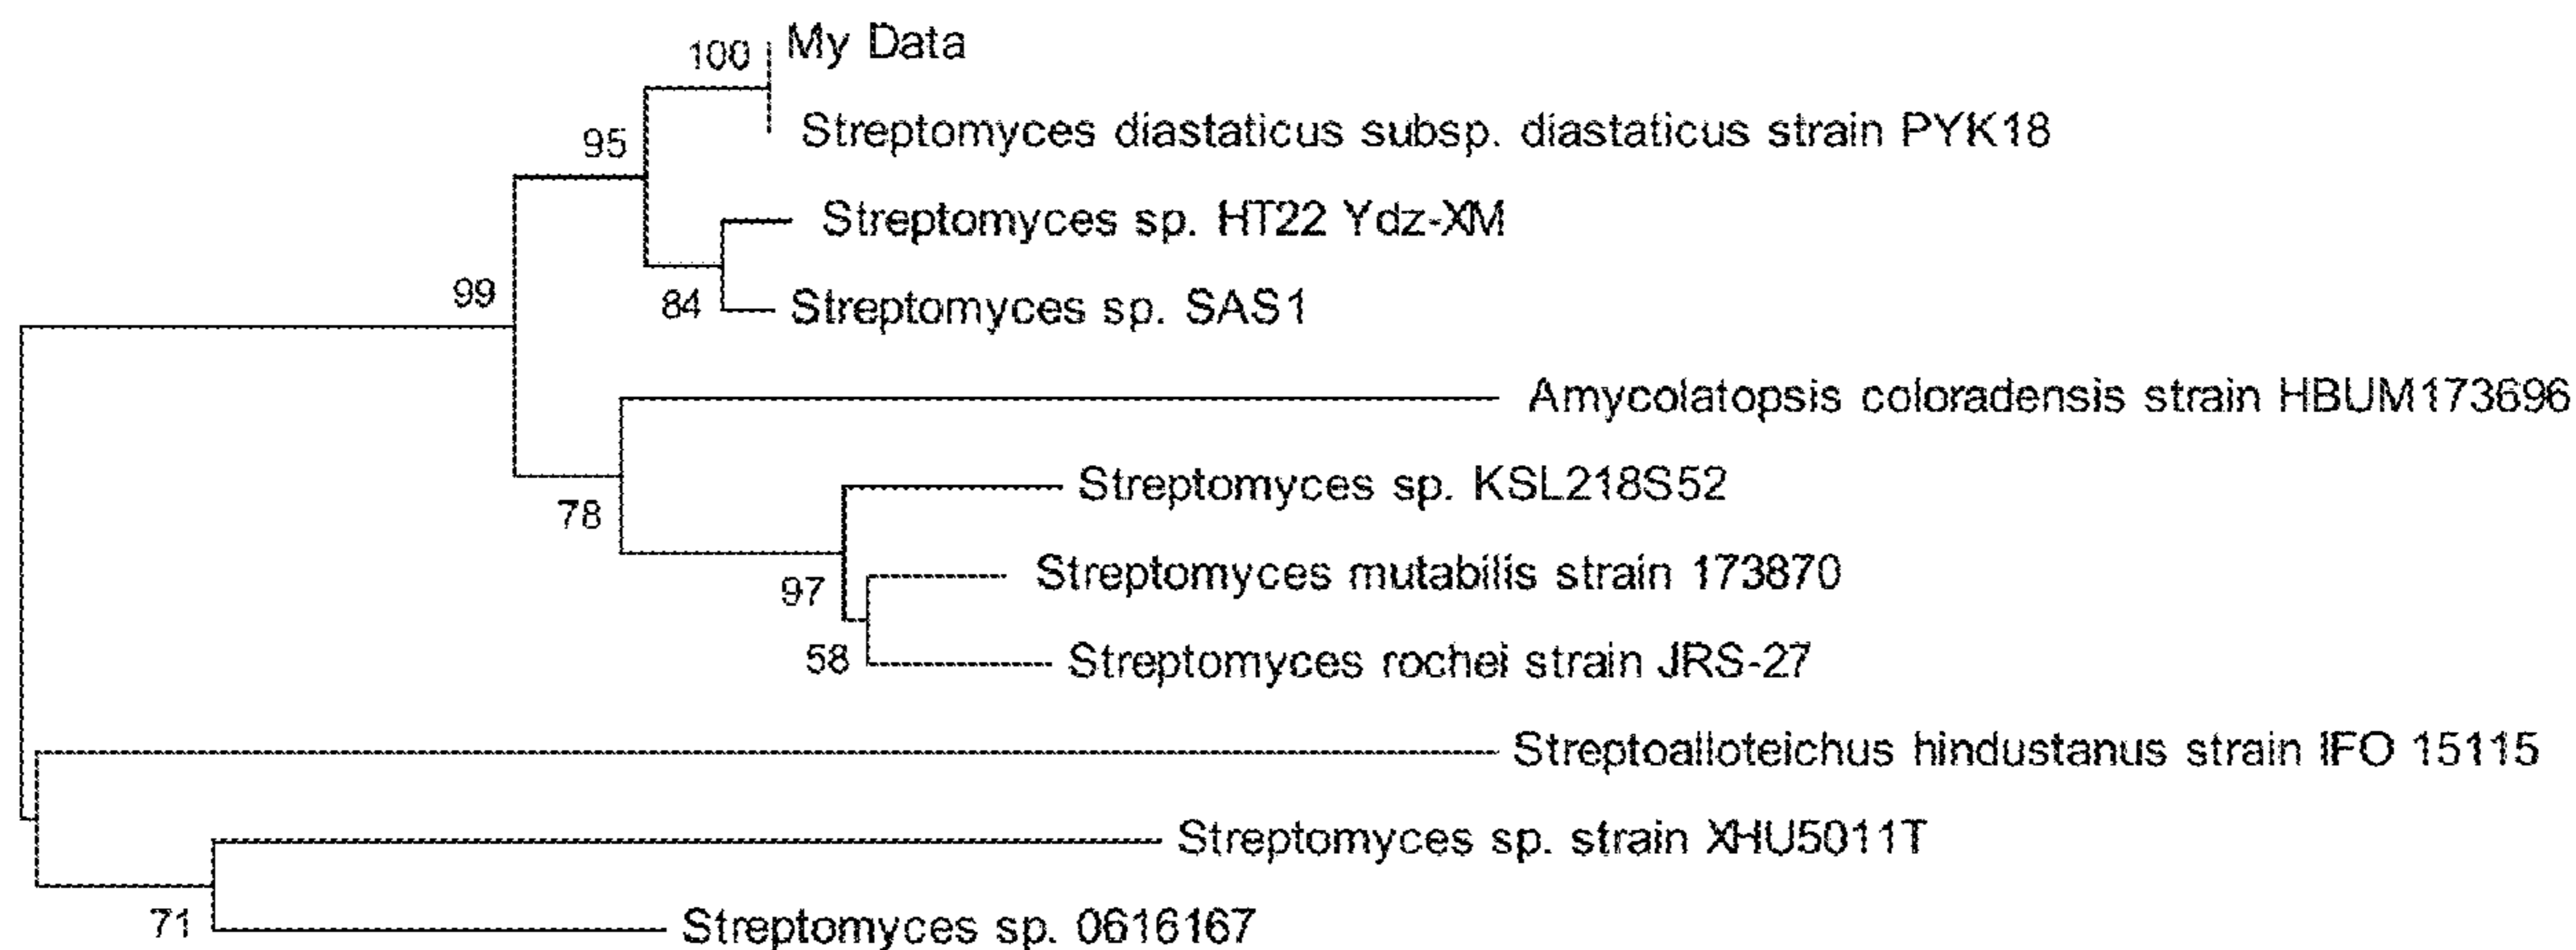 100
My Data
Streptomyces diastaticus subsp. diastaticus strain PYK18
95
Streptomyces sp. HT22 Ydz-XM
99
84
Streptomyces sp. SAS1
Amycolatopsis coloradensis strain HBUM173696
Streptomyces sp. KSL218S52
78
Streptomyces mutabilis strain 173870
97
58
Streptomyces rochei strain JRS-27
Streptoalloteichus hindustanus strain IFO 15115
Streptomyces sp. strain XHU5011T
71
Streptomyces sp. 0616167